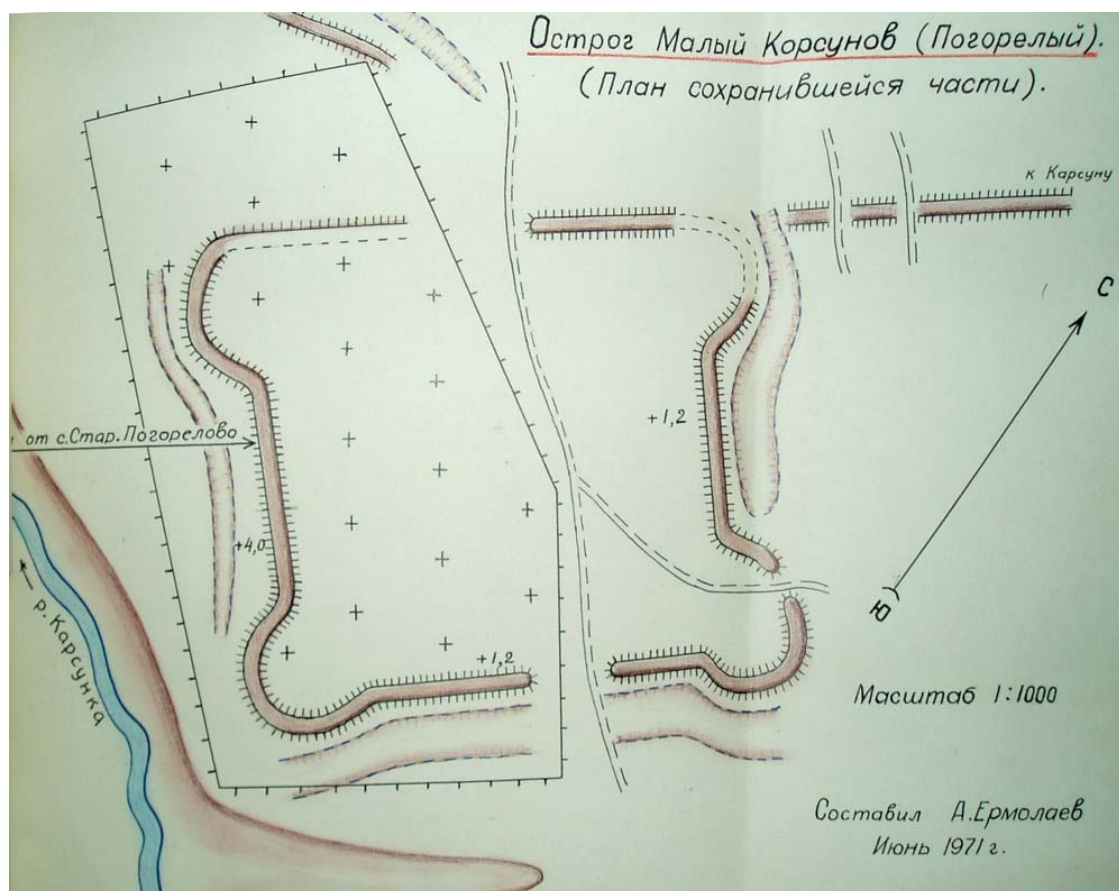 Острог Малый Корсунов (Погорелый).
(План сохранившейся части).
к Карсуну
С
от с. Стар. Погорелово
+1,2
+4,0
Ю
р. Карсунка
+1,2
Масштаб 1:1000
Составил А.Ермолаев
Июнь 1971 г.